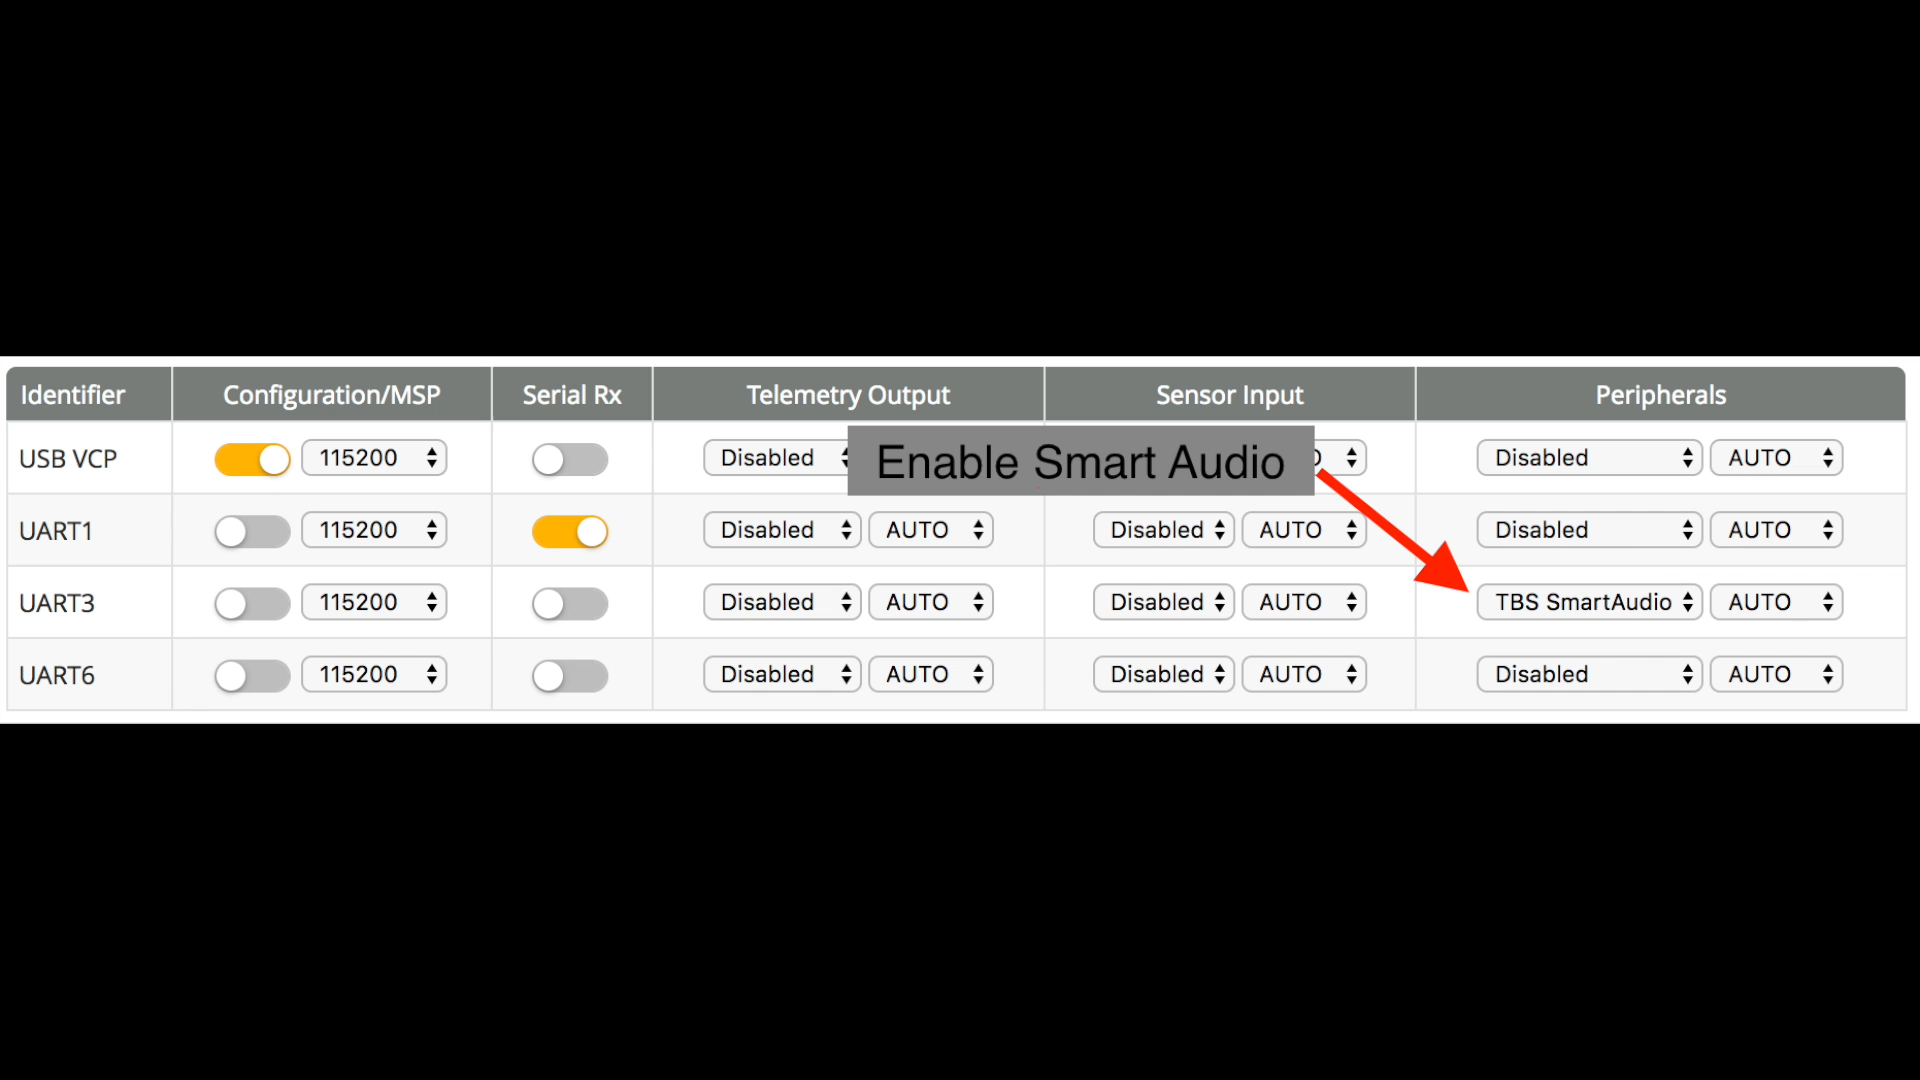 Identifier Configuration/MSP Serial Rx Telemetry Output Sensor Input Peripherals
USB VCP 115200 Disabled Enable Smart Audio Disabled AUTO
UART1 115200 Disabled AUTO Disabled AUTO Disabled AUTO
UART3 115200 Disabled AUTO Disabled AUTO TBS SmartAudio AUTO
UART6 115200 Disabled AUTO Disabled AUTO Disabled AUTO